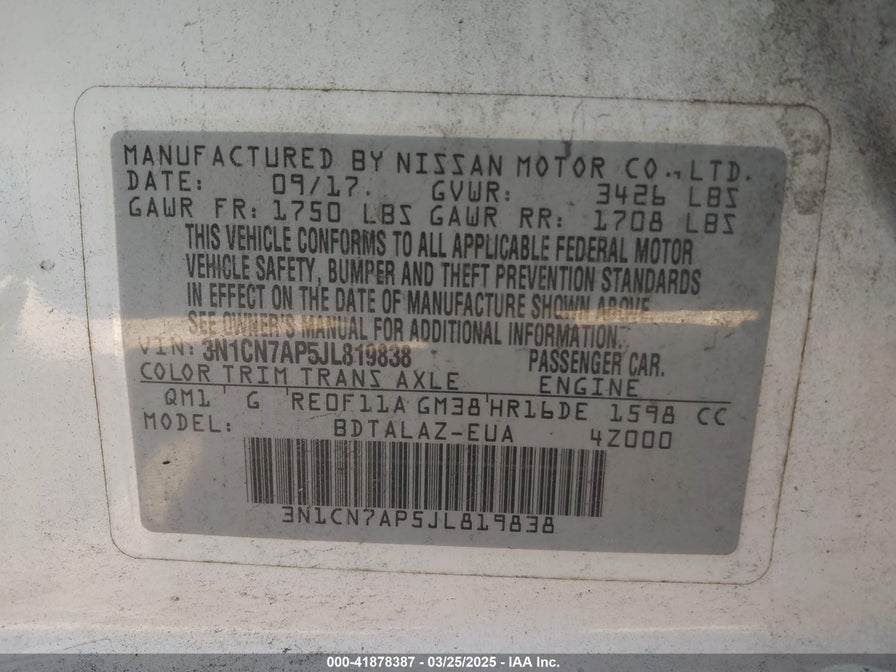 MANUFACTURED BY NISSAN MOTOR CO., LTD.
DATE: 09/17. GVWR: 3426 LBS
GAWR FR: 1750 LBS GAWR RR: 1708 LBS
THIS VEHICLE CONFORMS TO ALL APPLICABLE FEDERAL MOTOR
VEHICLE SAFETY, BUMPER AND THEFT PREVENTION STANDARDS
IN EFFECT ON THE DATE OF MANUFACTURE SHOWN ABOVE
SEE OWNER'S MANUAL FOR ADDITIONAL INFORMATION
VIN: 3N1CN7AP5JL819838 PASSENGER CAR.
COLOR TRIM TRANS AXLE ENGINE
QM1 G RE0F11A GM38 HR16DE 1598 CC
MODEL: BDTALAZ-EUA 4Z000
3N1CN7AP5JL819838
000-41878387 - 03/25/2025 - IAA Inc.